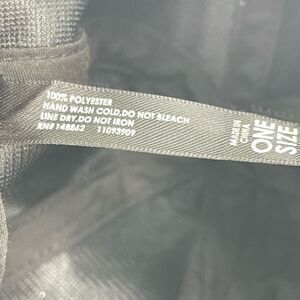 100% POLYESTER
HAND WASH COLD,DO NOT BLEACH
LINE DRY,DO NOT IRON
RN# 148862 11093909
MADE IN
CHINA
ONE
SIZE